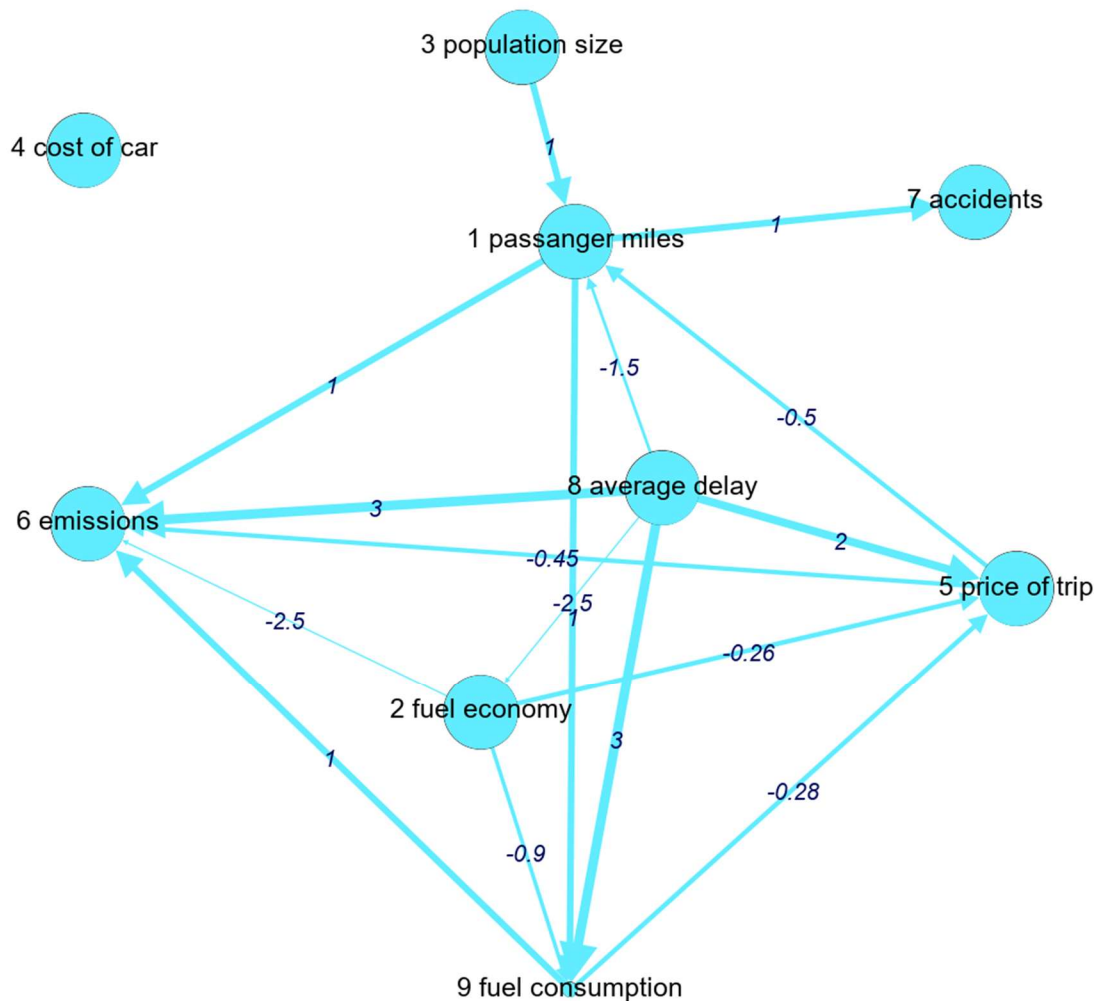 3 population size
4 cost of car
1
7 accidents
1
1 passanger miles
-1.5
1
-0.5
8 average delay
3
6 emissions
2
-0.45
5 price of trip
-2.5
1
-2.5
-0.26
2 fuel economy
3
1
-0.28
-0.9
9 fuel consumption